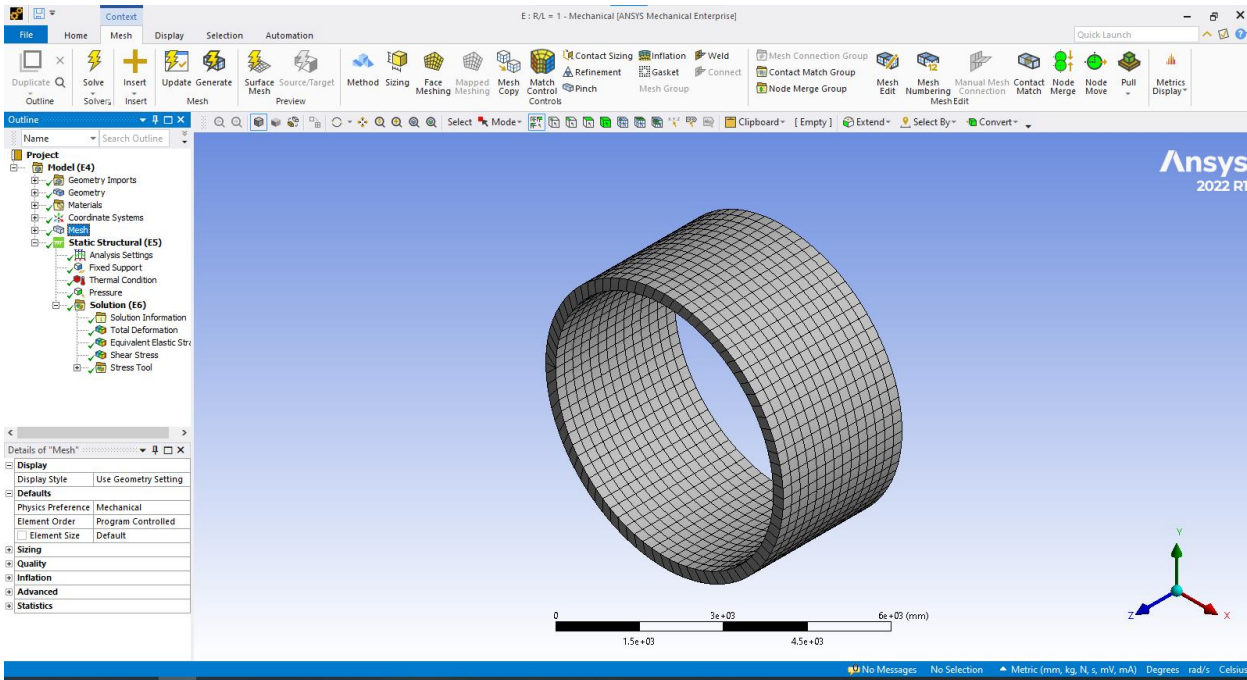 Context
E : R/L = 1 - Mechanical [ANSYS Mechanical Enterprise]
File Home Mesh Display Selection Automation
Quick Launch
Duplicate
Outline
Solve
Solvers
Insert
Insert
Update Generate
Mesh
Surface Mesh Source/Target
Preview
Method Sizing Face Meshing Mapped Meshing Mesh Copy Match Control
Contact Sizing Inflation Weld
Refinement Gasket Connect
Pinch Mesh Group
Controls
Mesh Connection Group
Contact Match Group
Node Merge Group
Mesh Edit Mesh Numbering Manual Mesh Connection Contact Match Node Merge Node Move Pull
Mesh Edit
Metrics Display
Outline
Name Search Outline
Select Mode Clipboard [ Empty ] Extend Select By Convert
Project
Model (E4)
Geometry Imports
Geometry
Materials
Coordinate Systems
Mesh
Static Structural (E5)
Analysis Settings
Fixed Support
Thermal Condition
Pressure
Solution (E6)
Solution Information
Total Deformation
Equivalent Elastic Stra
Shear Stress
Stress Tool
Details of "Mesh"
Display
Display Style Use Geometry Setting
Defaults
Physics Preference Mechanical
Element Order Program Controlled
Element Size Default
Sizing
Quality
Inflation
Advanced
Statistics
Ansys
2022 R1
0 3e+03 6e+03 (mm)
1.5e+03 4.5e+03
Y
Z X
No Messages No Selection Metric (mm, kg, N, s, mV, mA) Degrees rad/s Celsius